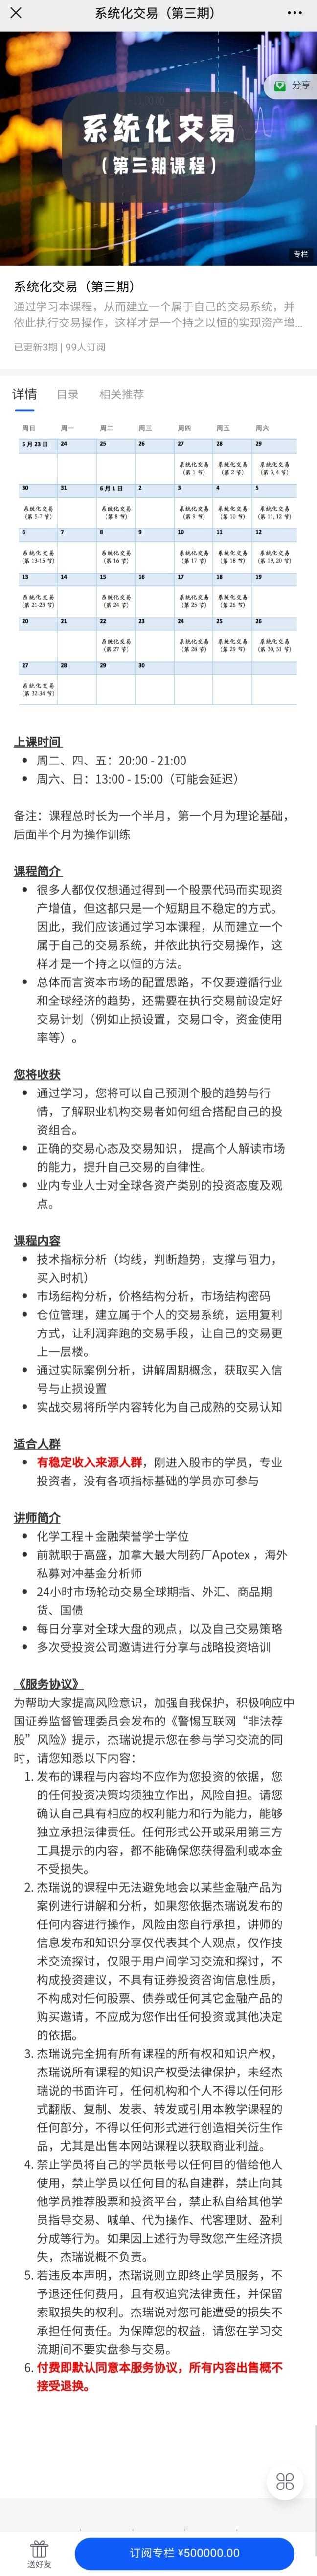 系统化交易（第三期）
分享
系统化交易
（第三期课程）
专栏
系统化交易（第三期）
通过学习本课程，从而建立一个属于自己的交易系统，并
依此执行交易操作，这样才是一个持之以恒的实现资产增...
已更新3期 | 99人订阅
详情 目录 相关推荐
周日 周一 周二 周三 周四 周五 周六
5 月 23 日 24 25 26 27 28 29
系统化交易 系统化交易 系统化交易
(第 1 节) (第 2 节) (第 3, 4 节)
30 31 6 月 1 日 2 3 4 5
系统化交易 系统化交易 系统化交易 系统化交易 系统化交易
(第 5-7 节) (第 8 节) (第 9 节) (第 10 节) (第 11, 12 节)
6 7 8 9 10 11 12
系统化交易 系统化交易 系统化交易 系统化交易 系统化交易
(第 13-15 节) (第 16 节) (第 17 节) (第 18 节) (第 19, 20 节)
13 14 15 16 17 18 19
系统化交易 系统化交易 系统化交易 系统化交易
(第 21-23 节) (第 24 节) (第 25 节) (第 26 节)
20 21 22 23 24 25 26
系统化交易 系统化交易 系统化交易 系统化交易
(第 27 节) (第 28 节) (第 29 节) (第 30, 31 节)
27 28 29 30
系统化交易
(第 32-34 节)
上课时间
• 周二、四、五：20:00 - 21:00
• 周六、日：13:00 - 15:00（可能会延迟）
备注：课程总时长为一个半月，第一个月为理论基础，
后面半个月为操作训练
课程简介
• 很多人都仅仅想通过得到一个股票代码而实现资
产增值，但这都只是一个短期且不稳定的方式。
因此，我们应该通过学习本课程，从而建立一个
属于自己的交易系统，并依此执行交易操作，这
样才是一个持之以恒的方法。
• 总体而言资本市场的配置思路，不仅要遵循行业
和全球经济的趋势，还需要在执行交易前设定好
交易计划（例如止损设置，交易口令，资金使用
率等）。
您将收获
• 通过学习，您将可以自己预测个股的趋势与行
情，了解职业机构交易者如何组合搭配自己的投
资组合。
• 正确的交易心态及交易知识， 提高个人解读市场
的能力，提升自己交易的自律性。
• 业内专业人士对全球各资产类别的投资态度及观
点。
课程内容
• 技术指标分析（均线，判断趋势，支撑与阻力，
买入时机）
• 市场结构分析，价格结构分析，市场结构密码
• 仓位管理，建立属于个人的交易系统，运用复利
方式，让利润奔跑的交易手段，让自己的交易更
上一层楼。
• 通过实际案例分析，讲解周期概念，获取买入信
号与止损设置
• 实战交易将所学内容转化为自己成熟的交易认知
适合人群
• 有稳定收入来源人群，刚进入股市的学员，专业
投资者，没有各项指标基础的学员亦可参与
讲师简介
• 化学工程＋金融荣誉学士学位
• 前就职于高盛，加拿大最大制药厂Apotex ，海外
私募对冲基金分析师
• 24小时市场轮动交易全球期指、外汇、商品期
货、国债
• 每日分享对全球大盘的观点，以及自己交易策略
• 多次受投资公司邀请进行分享与战略投资培训
《服务协议》
为帮助大家提高风险意识，加强自我保护，积极响应中
国证券监督管理委员会发布的《警惕互联网“非法荐
股”风险》提示，杰瑞说提示您在参与学习交流的同
时，请您知悉以下内容：
1. 发布的课程与内容均不应作为您投资的依据，您
的任何投资决策均须独立作出，风险自担。请您
确认自己具有相应的权利能力和行为能力，能够
独立承担法律责任。任何形式公开或采用第三方
工具提示的内容，都不能确保您获得盈利或本金
不受损失。
2. 杰瑞说的课程中无法避免地会以某些金融产品为
案例进行讲解和分析，如果您依据杰瑞说发布的
任何内容进行操作，风险由您自行承担，讲师的
信息发布和知识分享仅代表其个人观点，仅作技
术交流探讨，仅限于用户间学习交流和探讨，不
构成投资建议，不具有证券投资咨询信息性质，
不构成对任何股票、债券或任何其它金融产品的
购买邀请，不应成为您作出任何投资或其他决定
的依据。
3. 杰瑞说完全拥有所有课程的所有权和知识产权，
杰瑞说所有课程的知识产权受法律保护，未经杰
瑞说的书面许可，任何机构和个人不得以任何形
式翻版、复制、发表、转发或引用本教学课程的
任何部分，不得以任何形式进行创造相关衍生作
品，尤其是出售本网站课程以获取商业利益。
4. 禁止学员将自己的学员帐号以任何目的借给他人
使用，禁止学员以任何目的私自建群，禁止向其
他学员推荐股票和投资平台，禁止私自给其他学
员指导交易、喊单、代为操作、代客理财、盈利
分成等行为。如果因上述行为导致您产生经济损
失，杰瑞说概不负责。
5. 若违反本声明，杰瑞说则立即终止学员服务，不
予退还任何费用，且有权追究法律责任，并保留
索取损失的权利。杰瑞说对您可能遭受的损失不
承担任何责任。为保障您的权益，请您在学习交
流期间不要实盘参与交易。
6. 付费即默认同意本服务协议，所有内容出售概不
接受退换。
送好友
订阅专栏 ¥500000.00